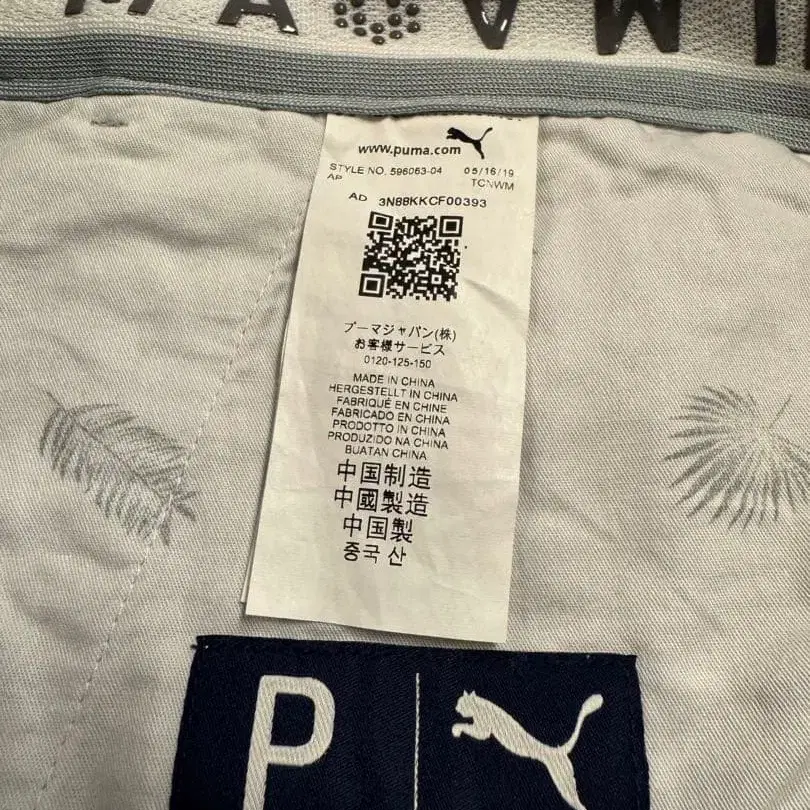 PUMA
www.puma.com
STYLE NO. 596063-04 05/16/19
AP TCNWM
AD 3N88KKCF00393
プーマジャパン(株)
お客様サービス
0120-125-150
MADE IN CHINA
HERGESTELLT IN CHINA
FABRIQUÉ EN CHINE
FABRICADO EN CHINA
PRODOTTO IN CHINA
PRODUZIDO NA CHINA
BUATAN CHINA
中国制造
中國製造
中国製
중국 산
P